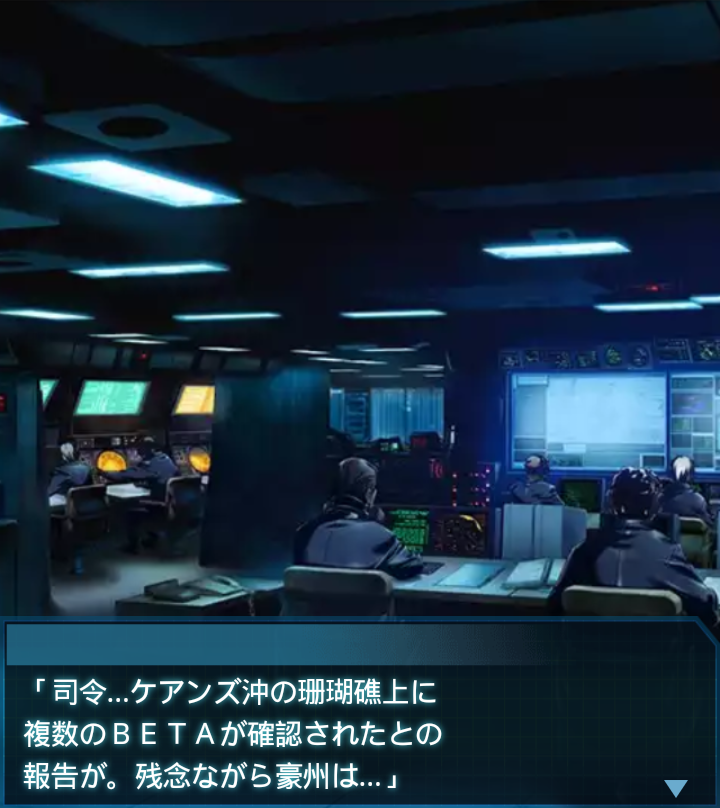 「司令…ケアンズ沖の珊瑚礁上に
複数のＢＥＴＡが確認されたとの
報告が。残念ながら豪州は…」